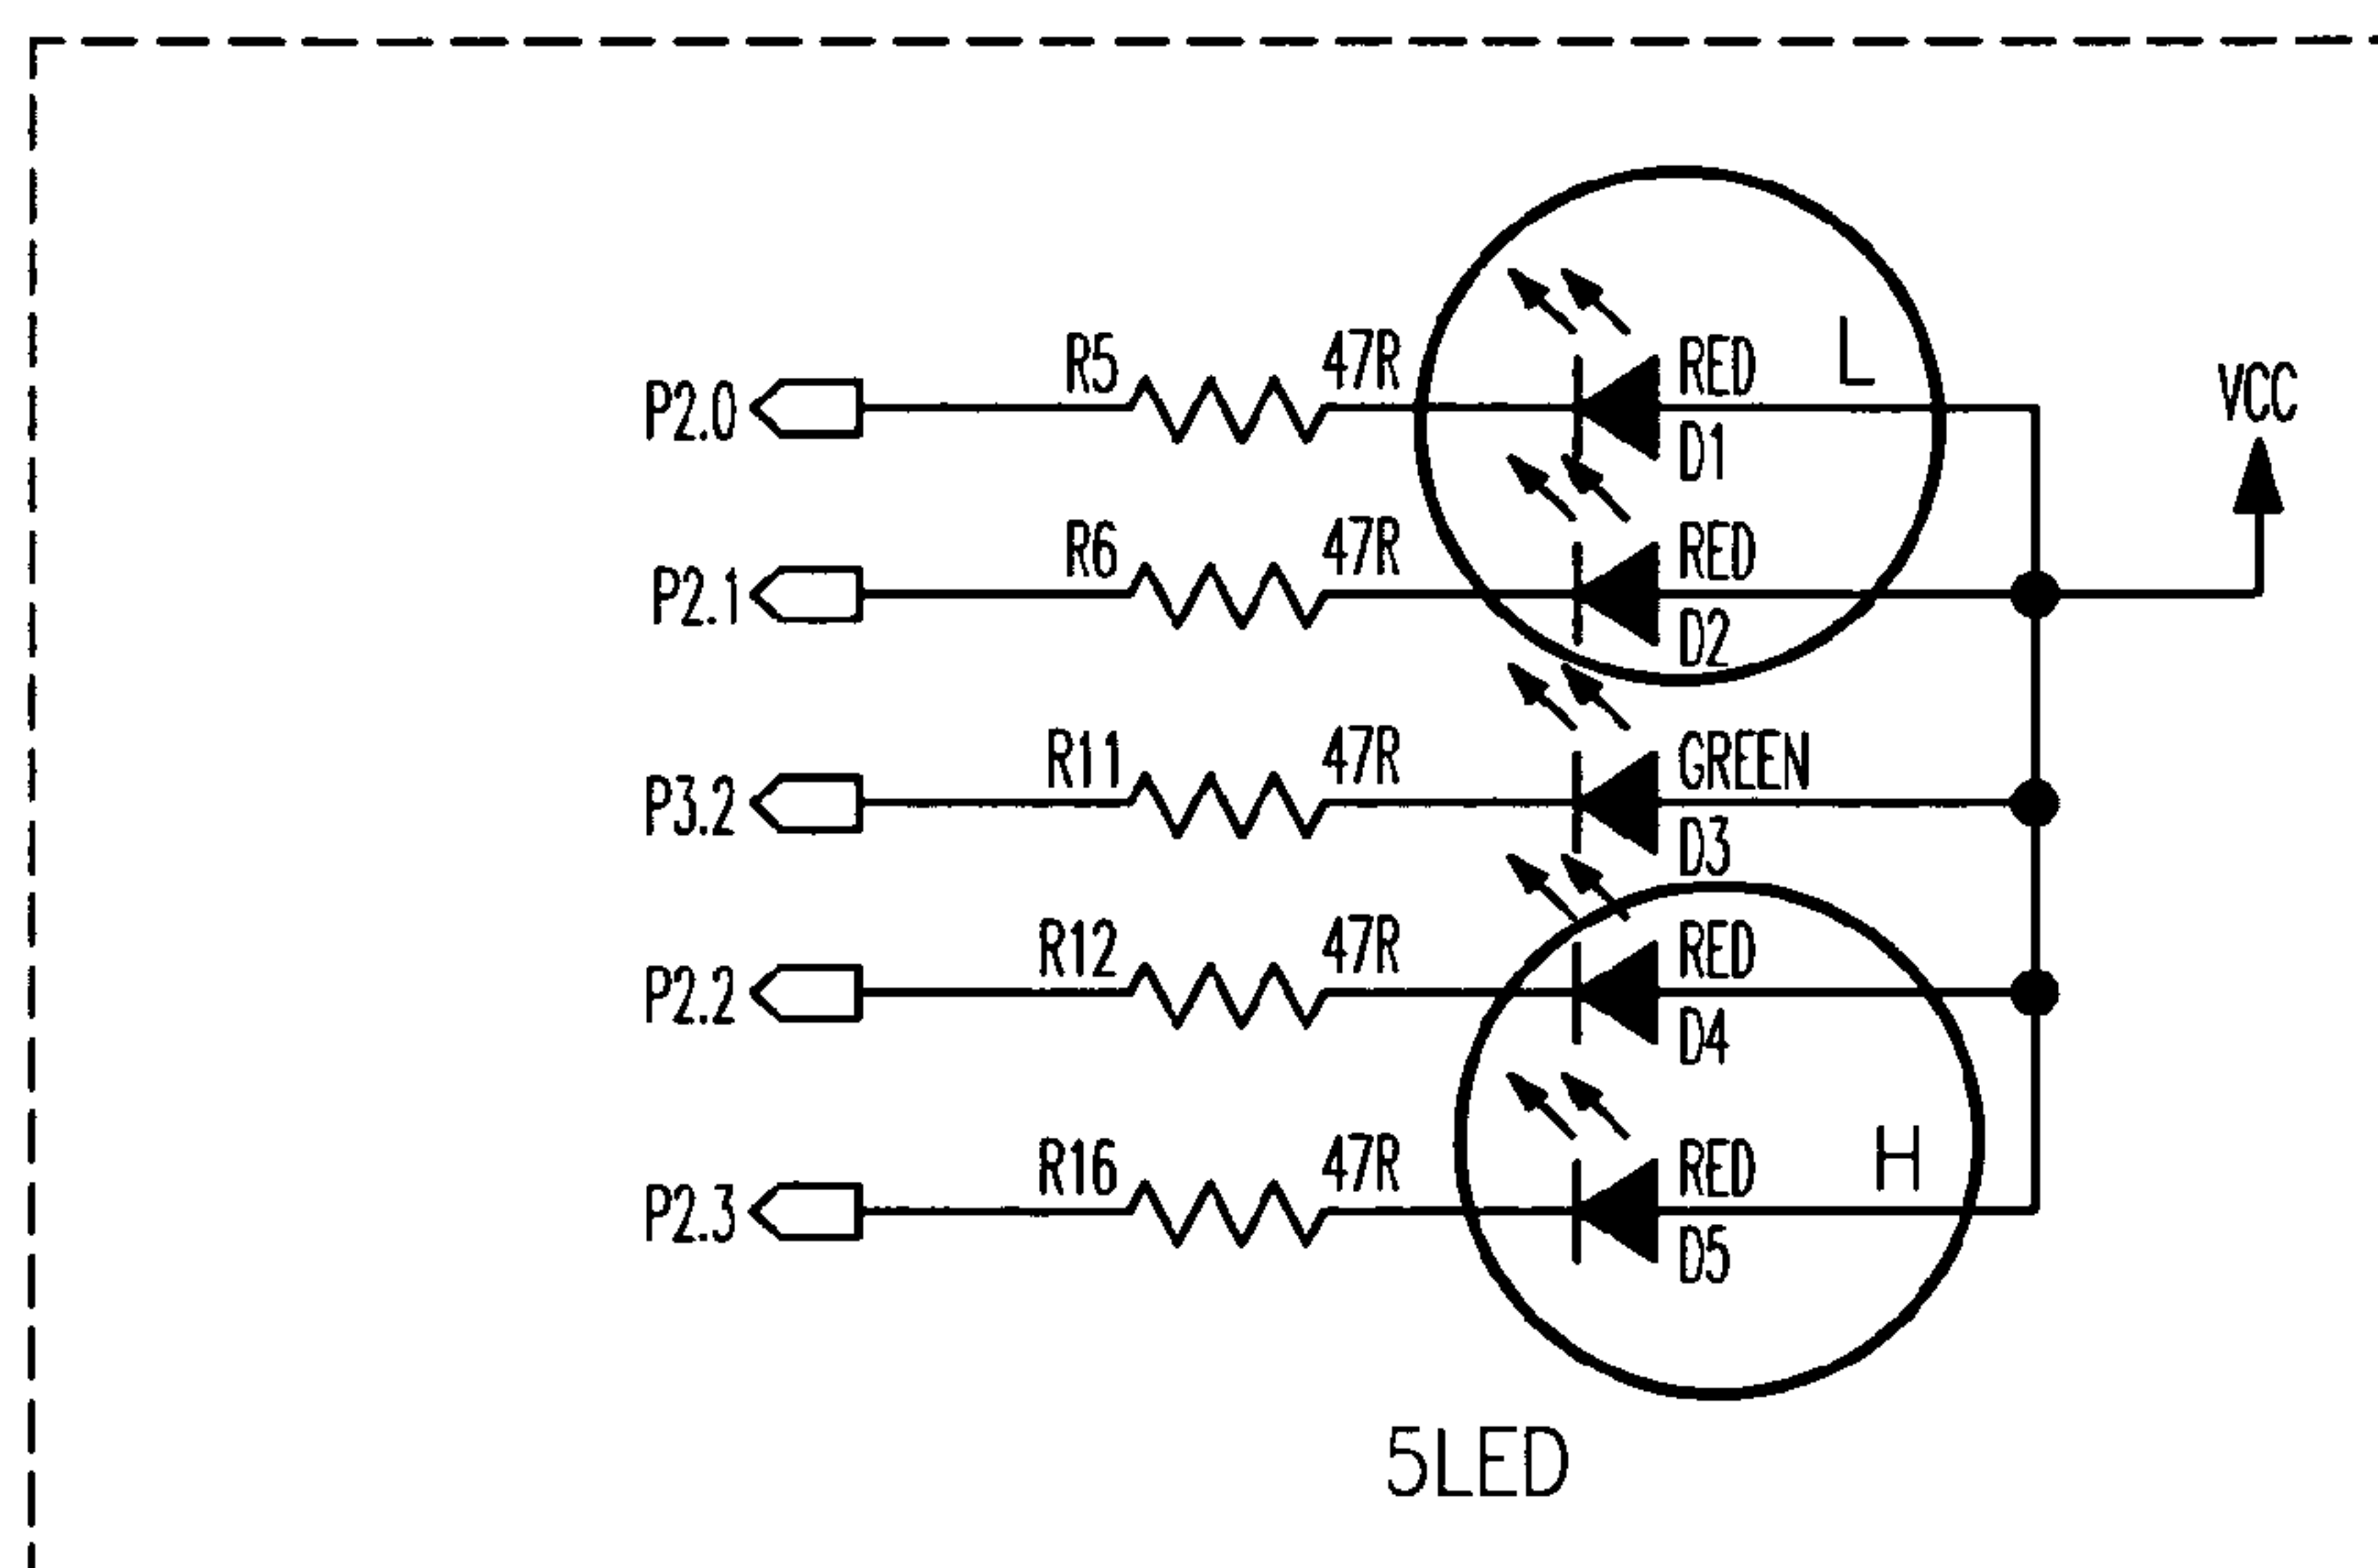 R5 47R RED L
P2.0 D1 VCC
R6 47R RED
P2.1 D2
R11 47R GREEN
P3.2 D3
R12 47R RED
P2.2 D4
R16 47R RED H
P2.3 D5
5LED